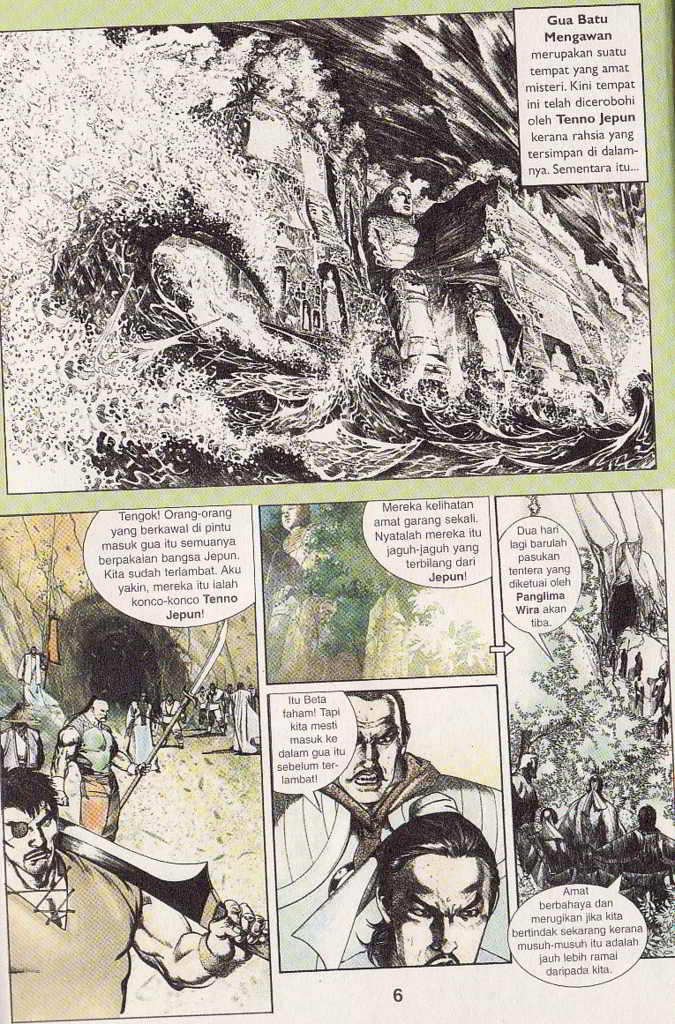 Gua Batu
Mengawan
merupakan suatu
tempat yang amat
misteri. Kini tempat
ini telah dicerobohi
oleh Tenno Jepun
kerana rahsia yang
tersimpan di dalam-
nya. Sementara itu...
Tengok! Orang-orang
yang berkawal di pintu
masuk gua itu semuanya
berpakaian bangsa Jepun.
Kita sudah terlambat. Aku
yakin, mereka itu ialah
konco-konco Tenno
Jepun!
Mereka kelihatan
amat garang sekali.
Nyatalah mereka itu
jaguh-jaguh yang
terbilang dari
Jepun!
Itu Beta
faham! Tapi
kita mesti
masuk ke
dalam gua itu
sebelum ter-
lambat!
Dua hari
lagi barulah
pasukan
tentera yang
diketuai oleh
Panglima
Wira akan
tiba.
Amat
berbahaya dan
merugikan jika kita
bertindak sekarang kerana
musuh-musuh itu adalah
jauh lebih ramai
daripada kita.
6